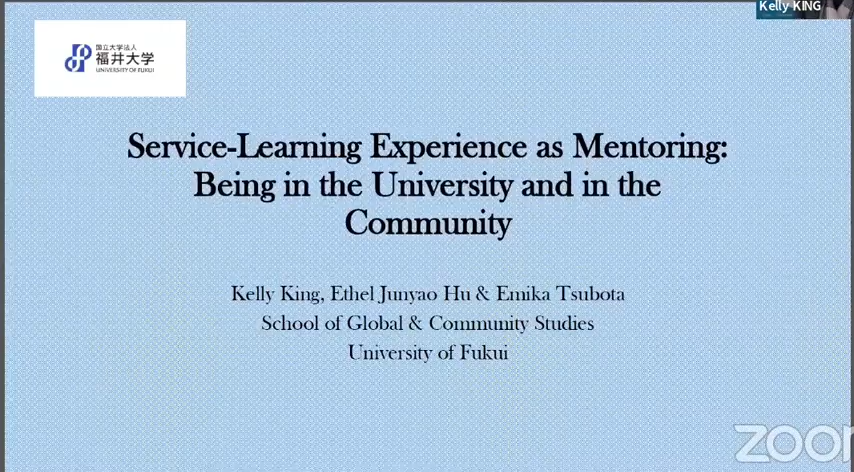 Kelly KING
国立大学法人
福井大学
UNIVERSITY OF FUKUI
Service-Learning Experience as Mentoring:
Being in the University and in the
Community
Kelly King, Ethel Junyao Hu & Emika Tsubota
School of Global & Community Studies
University of Fukui
zoom